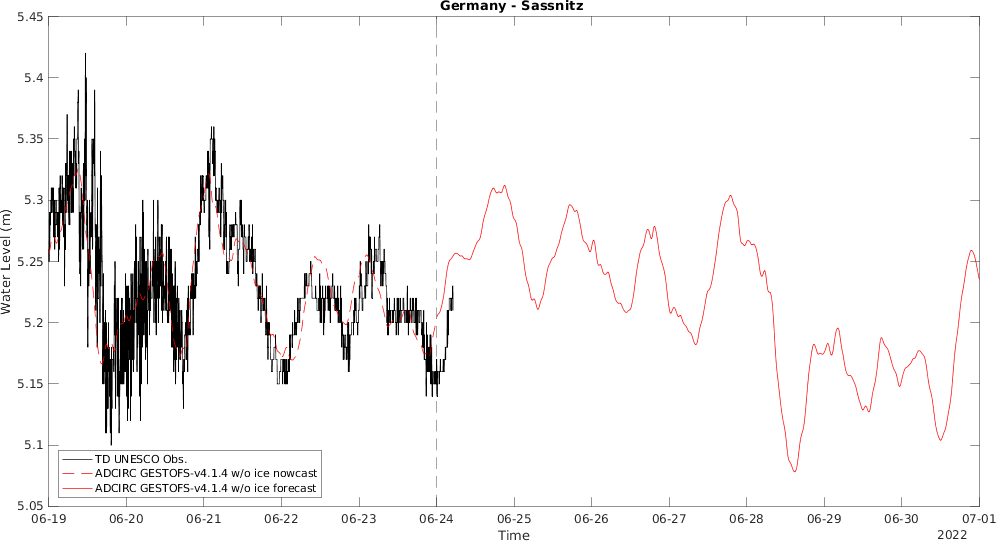 Germany - Sassnitz
5.45
5.4
5.35
5.3
5.25
5.2
5.15
5.1
5.05
Water Level (m)
TD UNESCO Obs.
ADCIRC GESTOFS-v4.1.4 w/o ice nowcast
ADCIRC GESTOFS-v4.1.4 w/o ice forecast
06-19 06-20 06-21 06-22 06-23 06-24 06-25 06-26 06-27 06-28 06-29 06-30 07-01
Time
2022